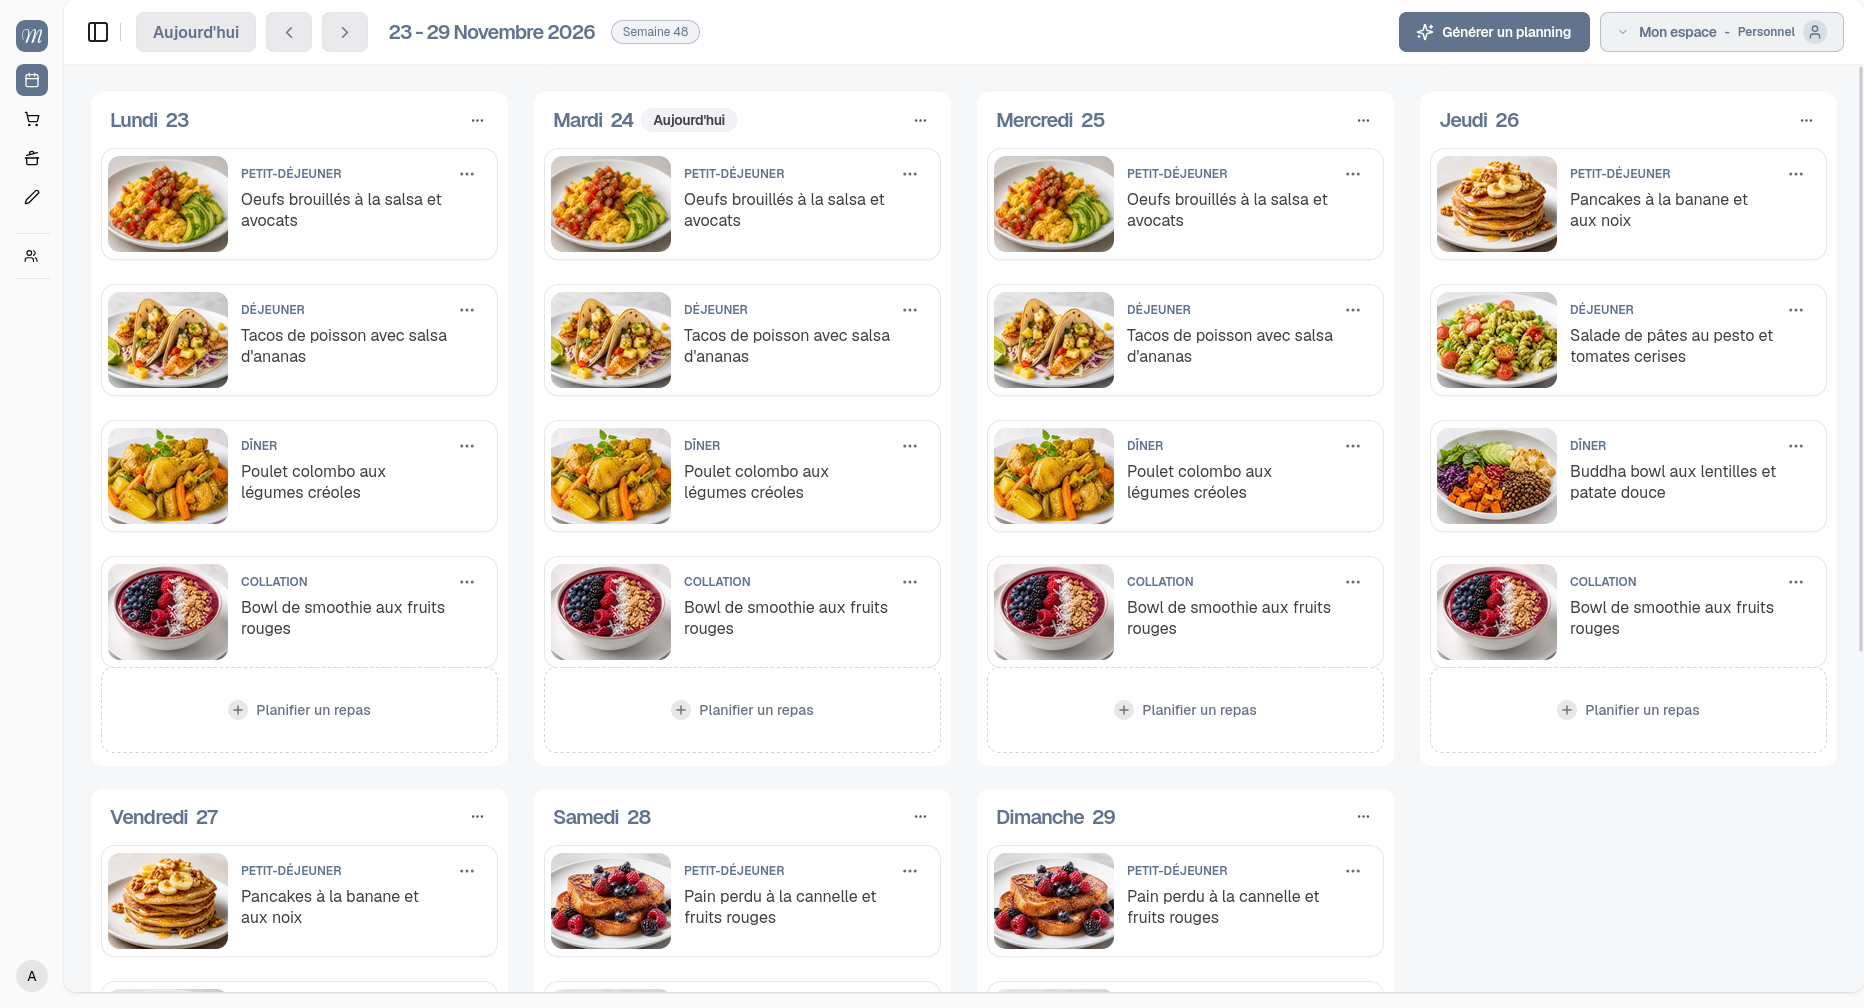 m
Aujourd'hui
23 - 29 Novembre 2026
Semaine 48
Générer un planning
Mon espace - Personnel
Lundi 23
PETIT-DÉJEUNER
Oeufs brouillés à la salsa et
avocats
DÉJEUNER
Tacos de poisson avec salsa
d'ananas
DÎNER
Poulet colombo aux
légumes créoles
COLLATION
Bowl de smoothie aux fruits
rouges
Planifier un repas
Mardi 24 Aujourd'hui
PETIT-DÉJEUNER
Oeufs brouillés à la salsa et
avocats
DÉJEUNER
Tacos de poisson avec salsa
d'ananas
DÎNER
Poulet colombo aux
légumes créoles
COLLATION
Bowl de smoothie aux fruits
rouges
Planifier un repas
Mercredi 25
PETIT-DÉJEUNER
Oeufs brouillés à la salsa et
avocats
DÉJEUNER
Tacos de poisson avec salsa
d'ananas
DÎNER
Poulet colombo aux
légumes créoles
COLLATION
Bowl de smoothie aux fruits
rouges
Planifier un repas
Jeudi 26
PETIT-DÉJEUNER
Pancakes à la banane et
aux noix
DÉJEUNER
Salade de pâtes au pesto et
tomates cerises
DÎNER
Buddha bowl aux lentilles et
patate douce
COLLATION
Bowl de smoothie aux fruits
rouges
Planifier un repas
Vendredi 27
PETIT-DÉJEUNER
Pancakes à la banane et
aux noix
Samedi 28
PETIT-DÉJEUNER
Pain perdu à la cannelle et
fruits rouges
Dimanche 29
PETIT-DÉJEUNER
Pain perdu à la cannelle et
fruits rouges
A